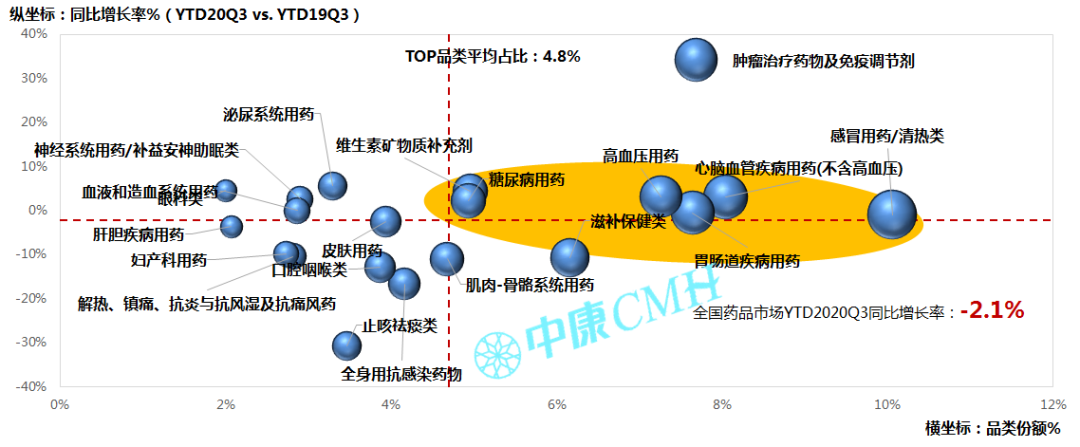 纵坐标：同比增长率%（YTD20Q3 vs. YTD19Q3）
40%
30%
20%
10%
0%
-10%
-20%
-30%
-40%
TOP品类平均占比：4.8%
肿瘤治疗药物及免疫调节剂
泌尿系统用药
维生素矿物质补充剂
感冒用药/清热类
神经系统用药/补益安神助眠类
高血压用药
心脑血管疾病用药(不含高血压)
糖尿病用药
血液和造血系统用药
眼科类
滋补保健类
肝胆疾病用药
皮肤用药
妇产科用药
口腔咽喉类
肌肉-骨骼系统用药
胃肠道疾病用药
解热、镇痛、抗炎与抗风湿及抗痛风药
中康CMH
全国药品市场YTD2020Q3同比增长率：-2.1%
止咳祛痰类
全身用抗感染药物
0%
2%
4%
6%
8%
10%
12%
横坐标：品类份额%